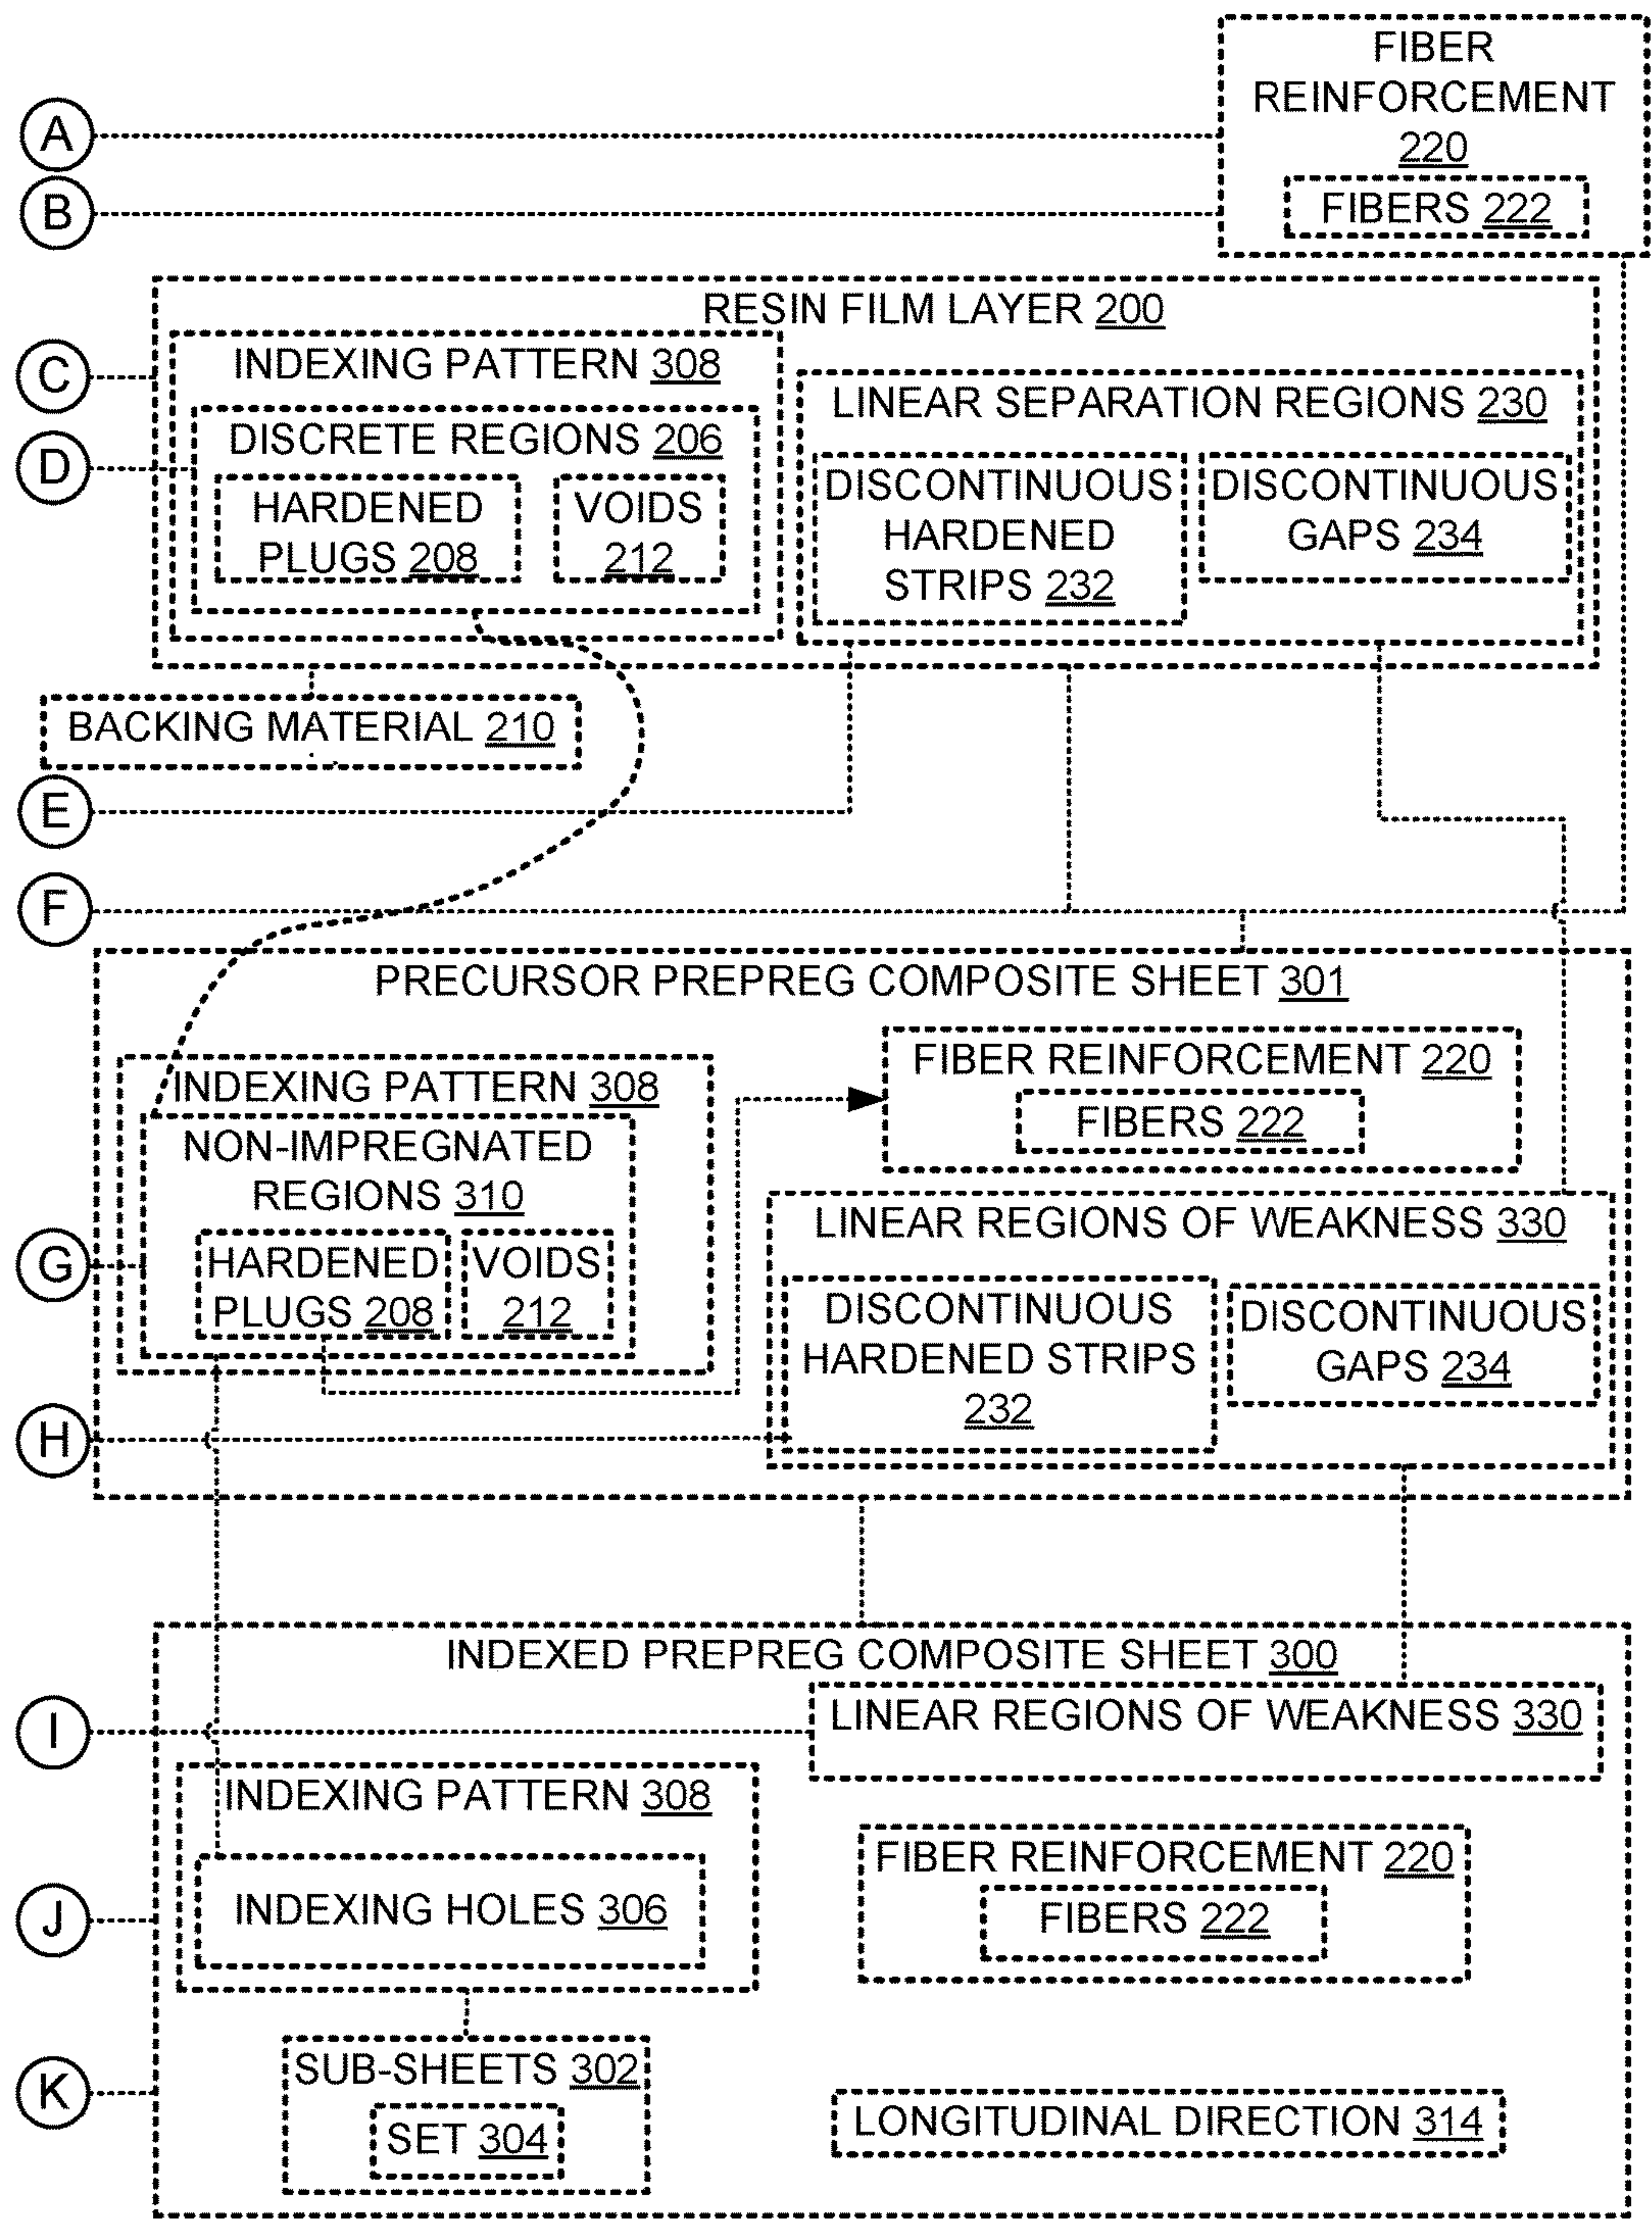 FIBER
REINFORCEMENT
220
FIBERS 222
A
B
RESIN FILM LAYER 200
INDEXING PATTERN 308
C
LINEAR SEPARATION REGIONS 230
DISCRETE REGIONS 206
D
HARDENED
PLUGS 208
VOIDS
212
DISCONTINUOUS
HARDENED
STRIPS 232
DISCONTINUOUS
GAPS 234
BACKING MATERIAL 210
E
F
PRECURSOR PREPREG COMPOSITE SHEET 301
FIBER REINFORCEMENT 220
FIBERS 222
INDEXING PATTERN 308
NON-IMPREGNATED
REGIONS 310
G
HARDENED
PLUGS 208
VOIDS
212
LINEAR REGIONS OF WEAKNESS 330
DISCONTINUOUS
HARDENED STRIPS
232
DISCONTINUOUS
GAPS 234
H
INDEXED PREPREG COMPOSITE SHEET 300
I
LINEAR REGIONS OF WEAKNESS 330
INDEXING PATTERN 308
INDEXING HOLES 306
FIBER REINFORCEMENT 220
FIBERS 222
J
SUB-SHEETS 302
SET 304
K
LONGITUDINAL DIRECTION 314